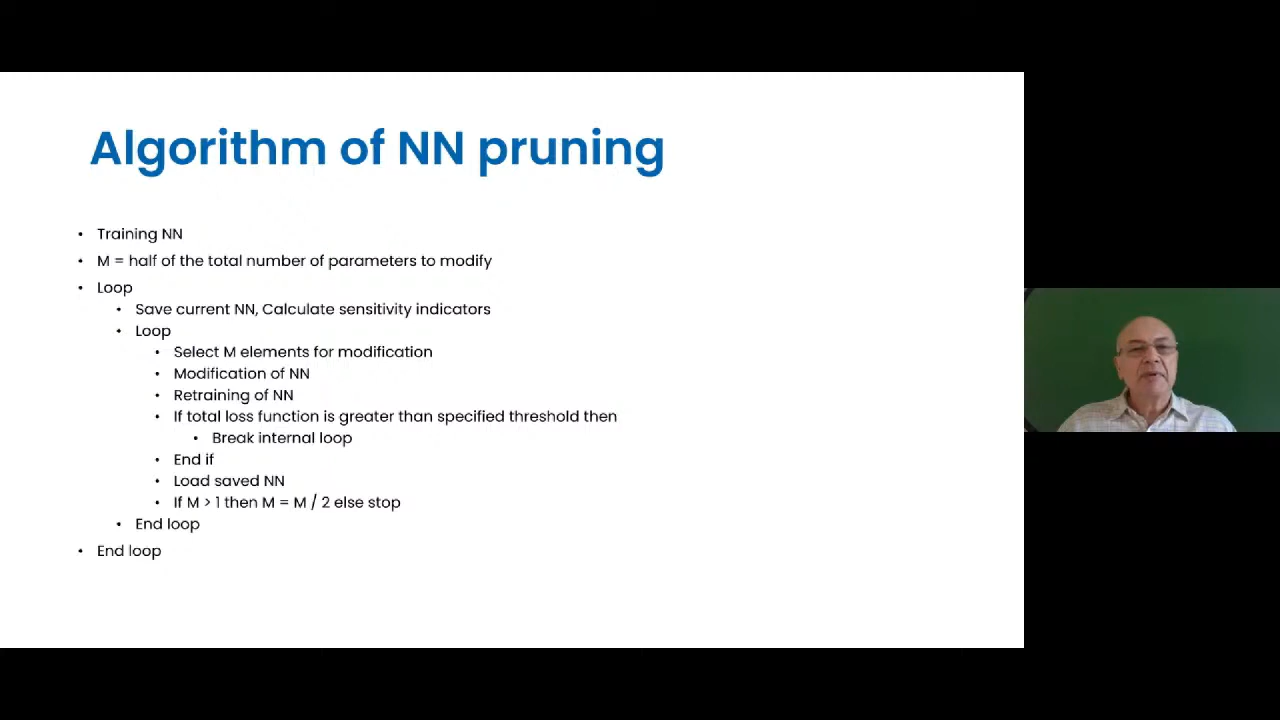 Algorithm of NN pruning
• Training NN
• M = half of the total number of parameters to modify
• Loop
• Save current NN, Calculate sensitivity indicators
• Loop
• Select M elements for modification
• Modification of NN
• Retraining of NN
• If total loss function is greater than specified threshold then
• Break internal loop
• End if
• Load saved NN
• If M > 1 then M = M / 2 else stop
• End loop
• End loop